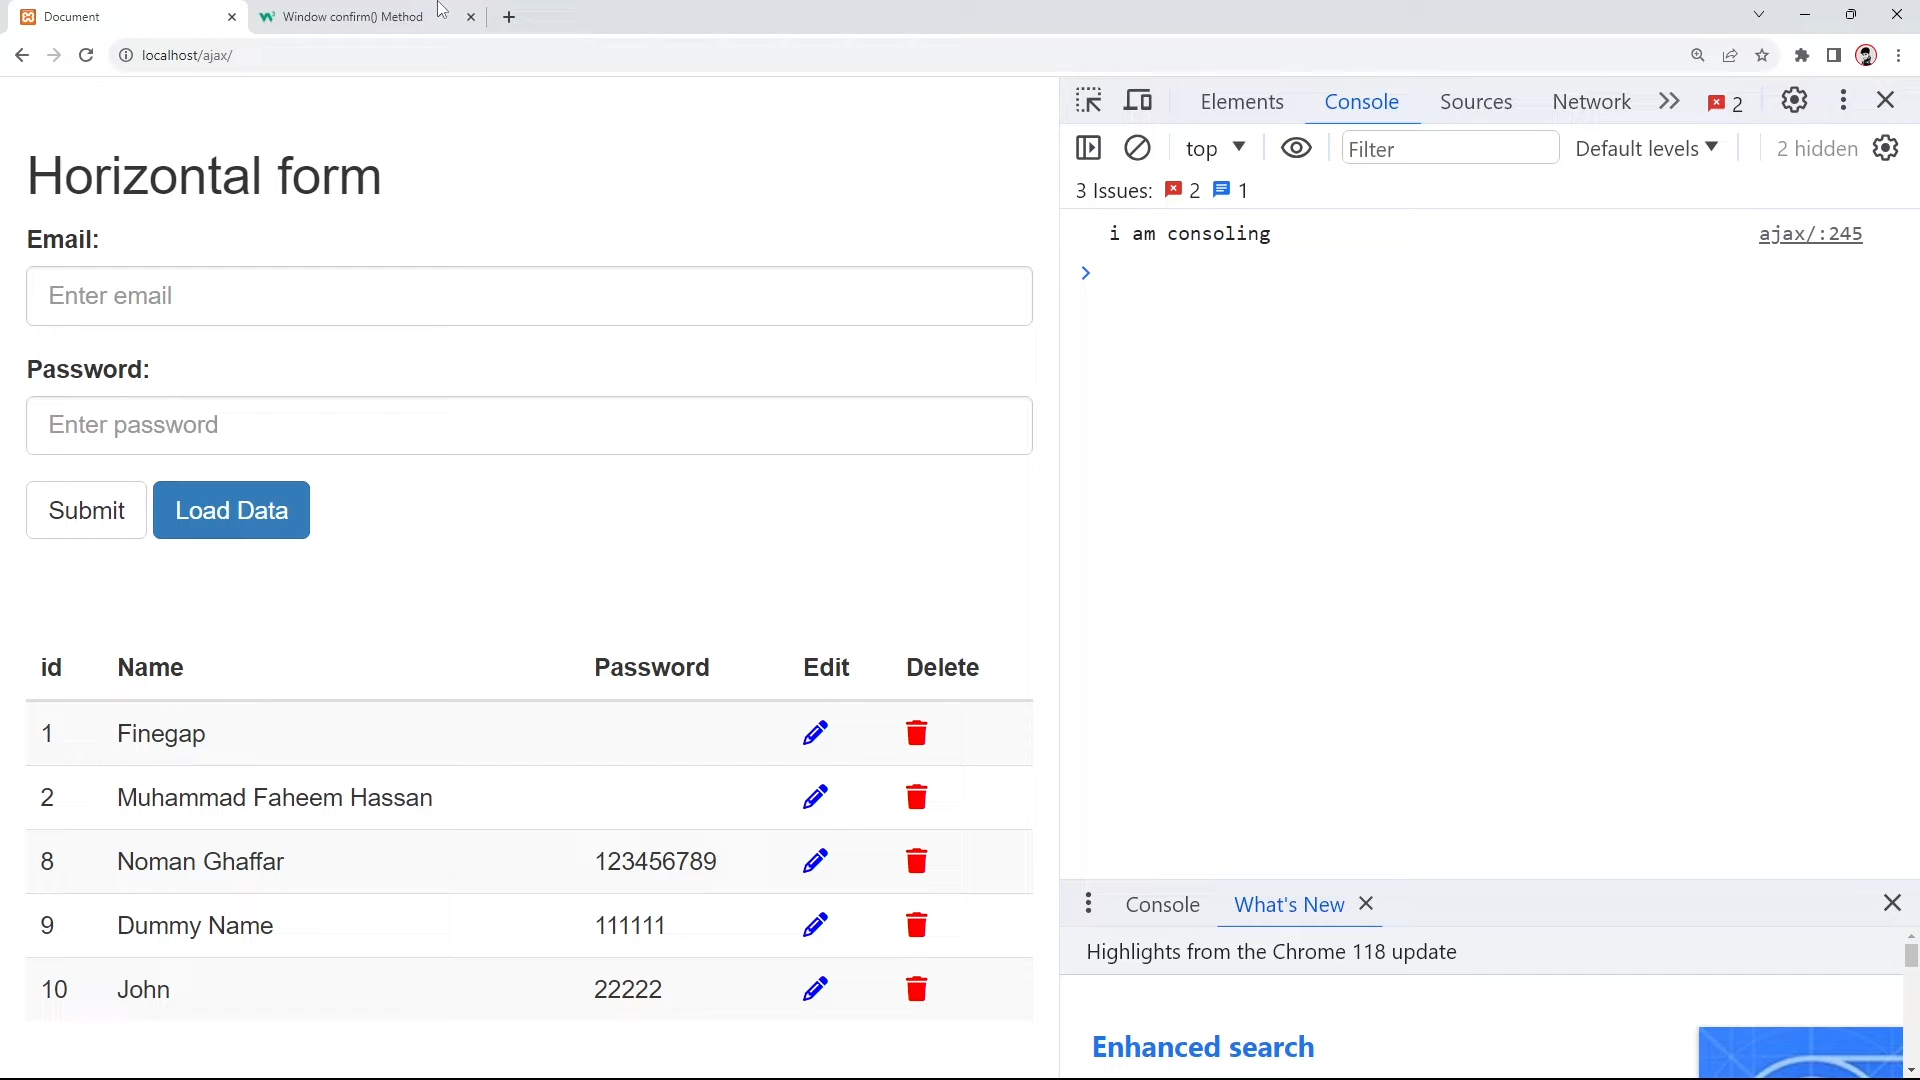 Document
Window confirm() Method
localhost/ajax/
Horizontal form
Email:
Enter email
Password:
Enter password
Submit
Load Data
id Name Password Edit Delete
1 Finegap
2 Muhammad Faheem Hassan
8 Noman Ghaffar 123456789
9 Dummy Name 111111
10 John 22222
Elements Console Sources Network 2
top Filter Default levels 2 hidden
3 Issues: 2 1
i am consoling ajax/:245
Console What's New
Highlights from the Chrome 118 update
Enhanced search